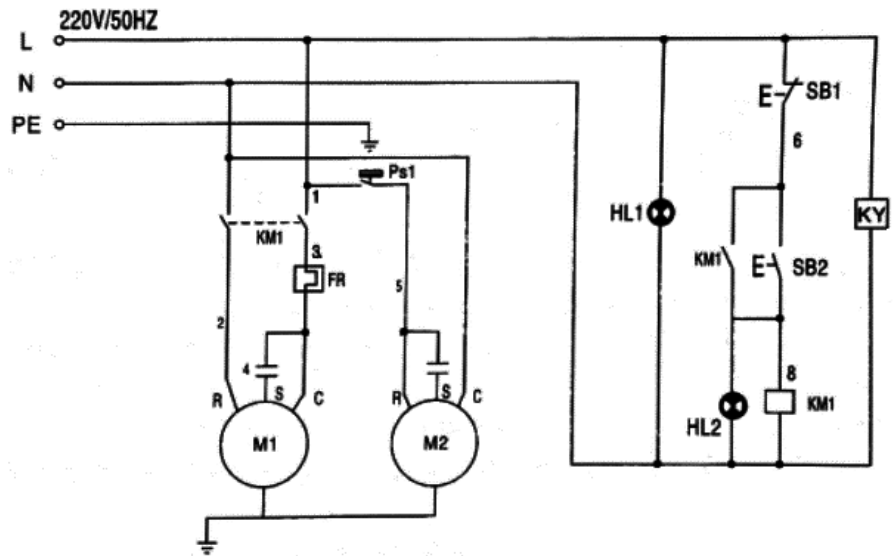 220V/50HZ
L
N
PE
SB1
6
Ps1
1
HL1
KY
KM1
3.
KM1
SB2
FR
5
2
4
8
R
S
C
R
S
C
HL2
KM1
M1
M2